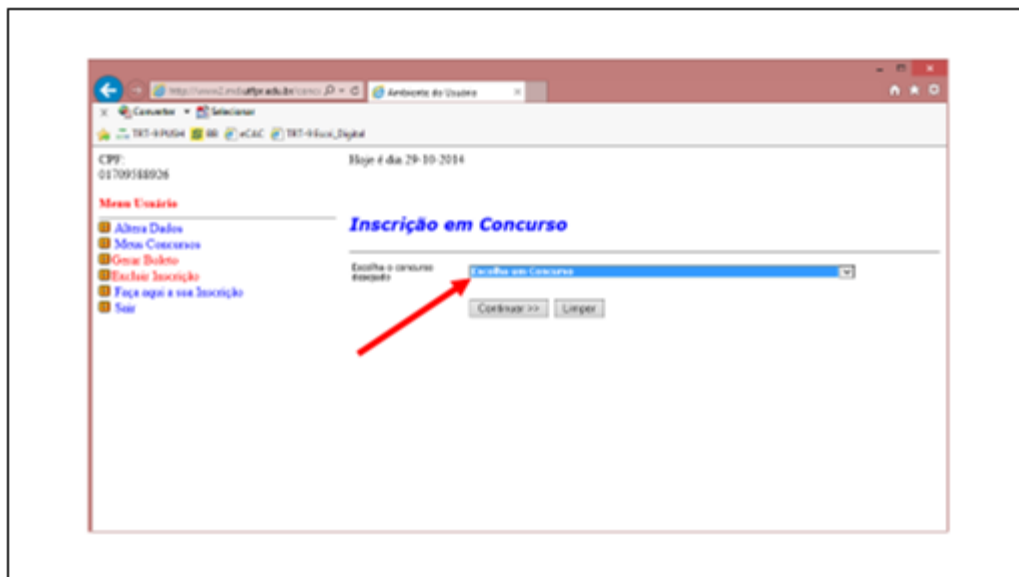 Ambiente do Usuário
x Converter Selecionar
TRT-9 PUSH BB eCAC TRT-9 Escr_Digital
CPF:
01709588926
Hoje é dia 29-10-2014
Menu Usuário
Altera Dados
Meus Concursos
Gerar Boleto
Excluir Inscrição
Faça aqui a sua Inscrição
Sair
Inscrição em Concurso
Escolha o concurso
desejado
Escolha um Concurso
Continuar >> Limpar